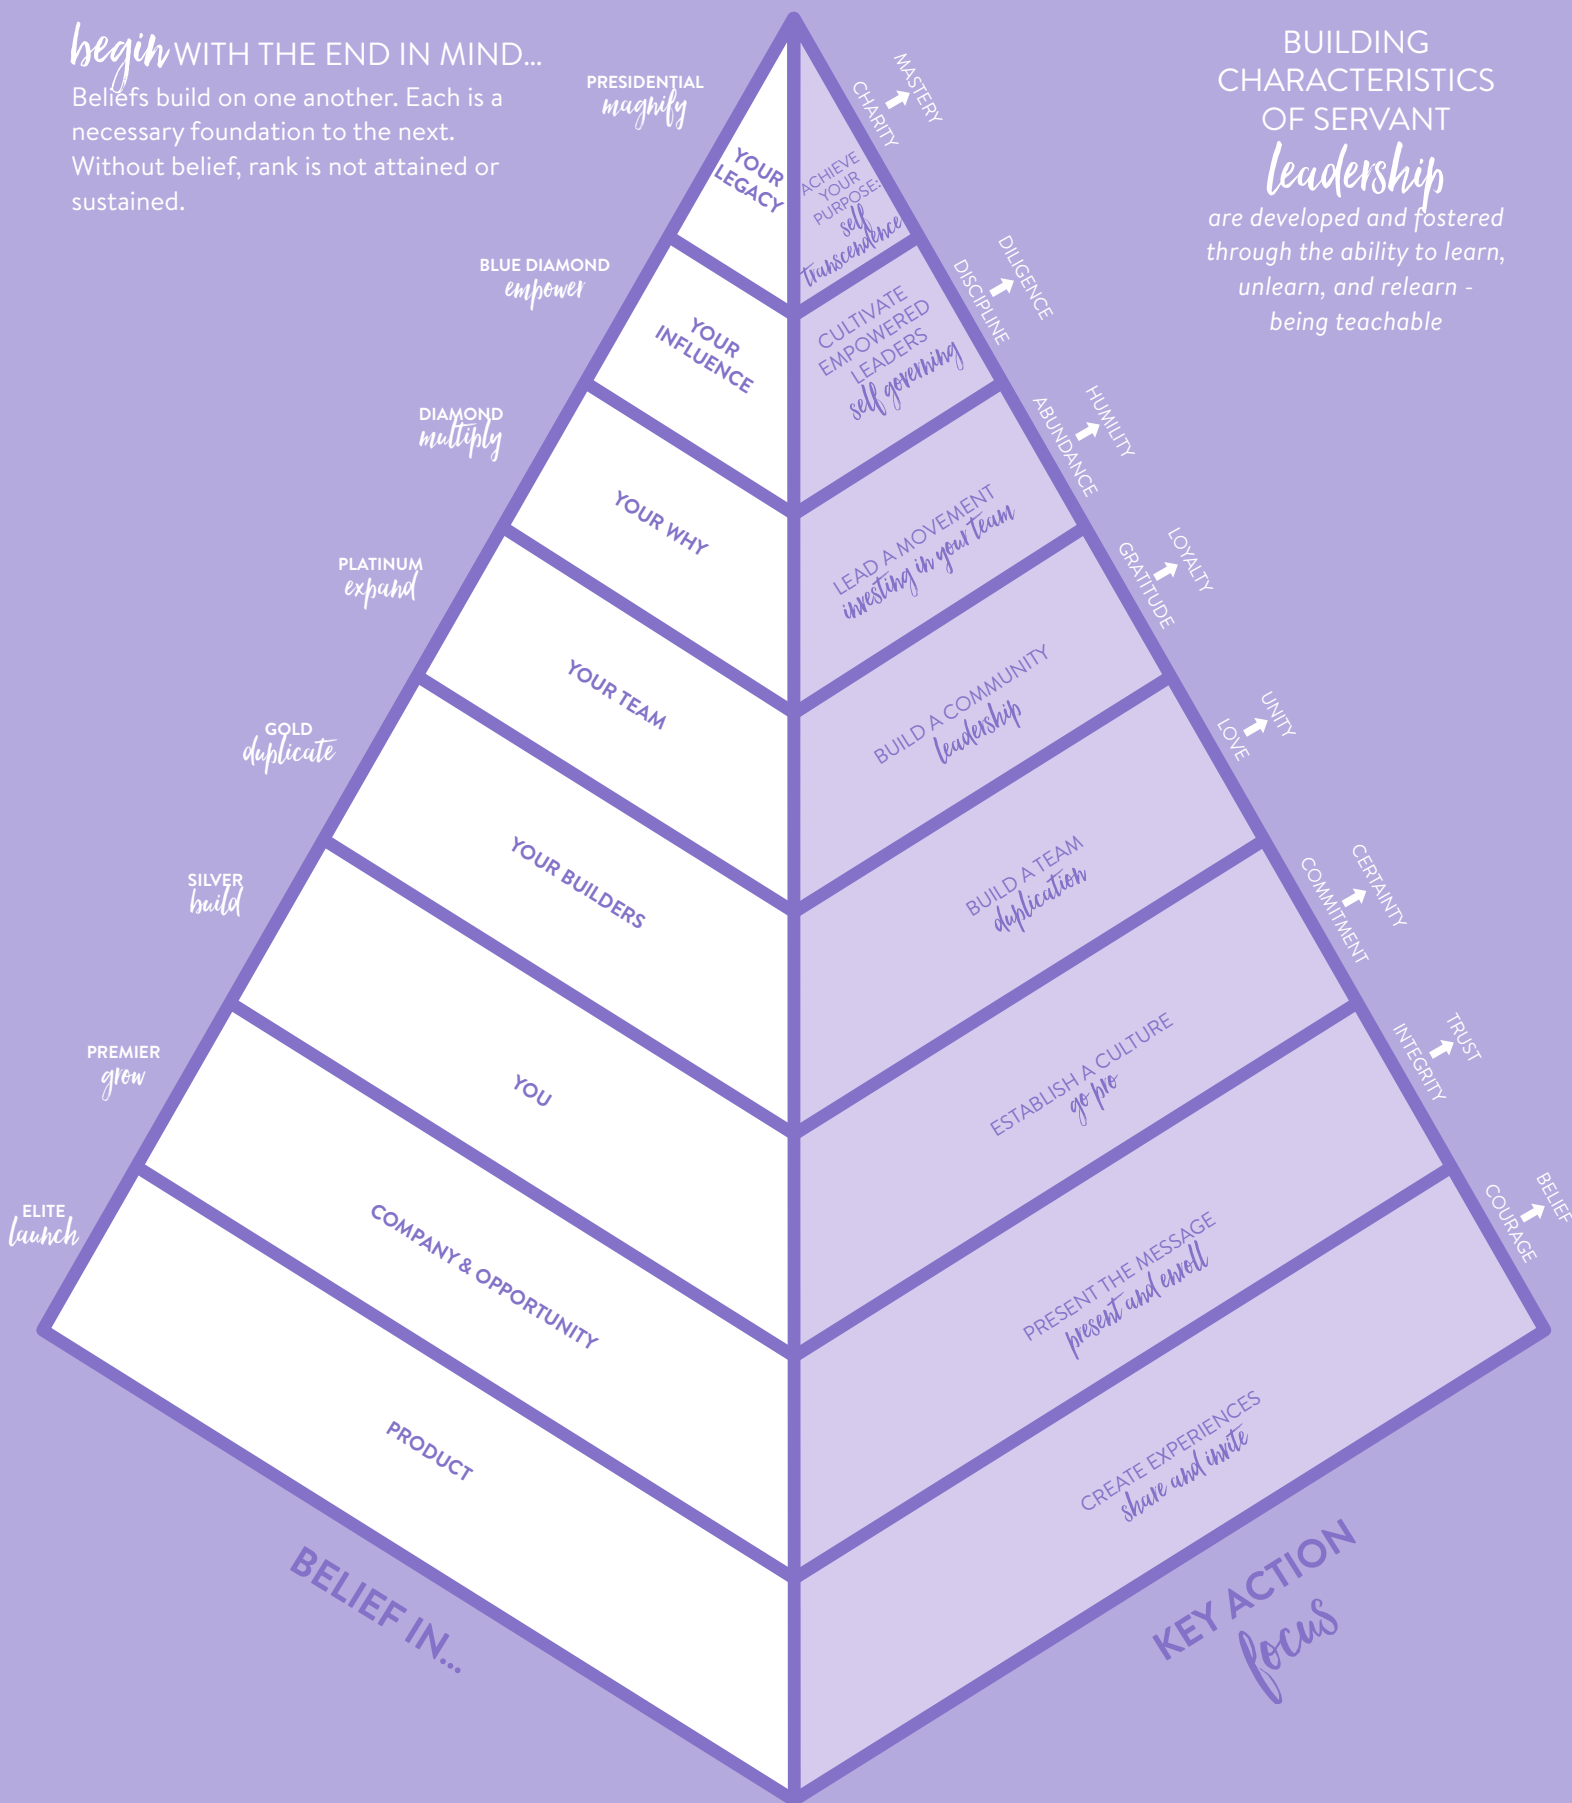 begin WITH THE END IN MIND...
Beliefs build on one another. Each is a
necessary foundation to the next.
Without belief, rank is not attained or
sustained.
BUILDING
CHARACTERISTICS
OF SERVANT
leadership
are developed and fostered
through the ability to learn,
unlearn, and relearn -
being teachable
PRESIDENTIAL
magnify
YOUR
LEGACY
ACHIEVE
YOUR
PURPOSE:
self
transcendence
CHARITY
MASTERY
BLUE DIAMOND
empower
YOUR
INFLUENCE
CULTIVATE
EMPOWERED
LEADERS
self governing
DISCIPLINE
DILIGENCE
DIAMOND
multiply
YOUR WHY
LEAD A MOVEMENT
investing in your team
ABUNDANCE
HUMILITY
PLATINUM
expand
YOUR TEAM
BUILD A COMMUNITY
leadership
GRATITUDE
LOYALTY
GOLD
duplicate
YOUR BUILDERS
BUILD A TEAM
duplication
LOVE
UNITY
SILVER
build
YOU
ESTABLISH A CULTURE
go pro
COMMITMENT
CERTAINTY
PREMIER
grow
COMPANY & OPPORTUNITY
PRESENT THE MESSAGE
present and enroll
INTEGRITY
TRUST
ELITE
launch
PRODUCT
CREATE EXPERIENCES
share and invite
COURAGE
BELIEF
BELIEF IN...
KEY ACTION
focus